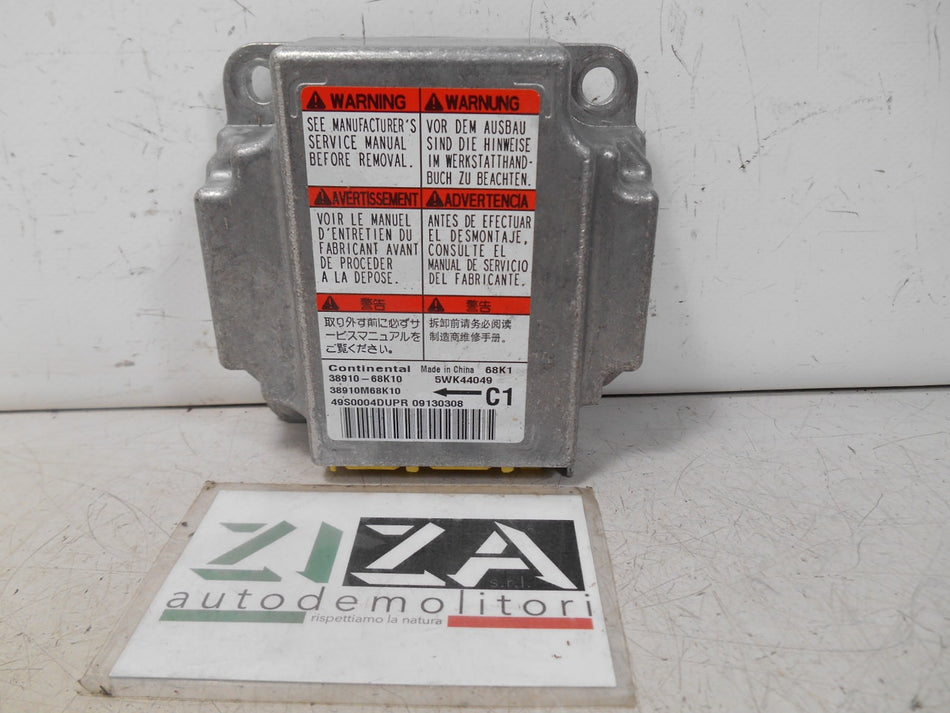 WARNING
SEE MANUFACTURER'S
SERVICE MANUAL
BEFORE REMOVAL.
WARNUNG
VOR DEM AUSBAU
SIND DIE HINWEISE
IM WERKSTATTHAND-
BUCH ZU BEACHTEN.
AVERTISSEMENT
VOIR LE MANUEL
D'ENTRETIEN DU
FABRICANT AVANT
DE PROCEDER
A LA DEPOSE.
ADVERTENCIA
ANTES DE EFECTUAR
EL DESMONTAJE,
CONSULTE EL
MANUAL DE SERVICIO
DEL FABRICANTE.
警告
取り外す前に必ずサ
ービスマニュアルを
ご覧ください。
警告
拆卸前请务必阅读
制造商维修手册。
Continental Made in China 68K1
38910-68K10 5WK44049
38910M68K10 C1
49S0004DUPR 09130308
ZIZA
s.r.l.
autodemolitori
rispettiamo la natura